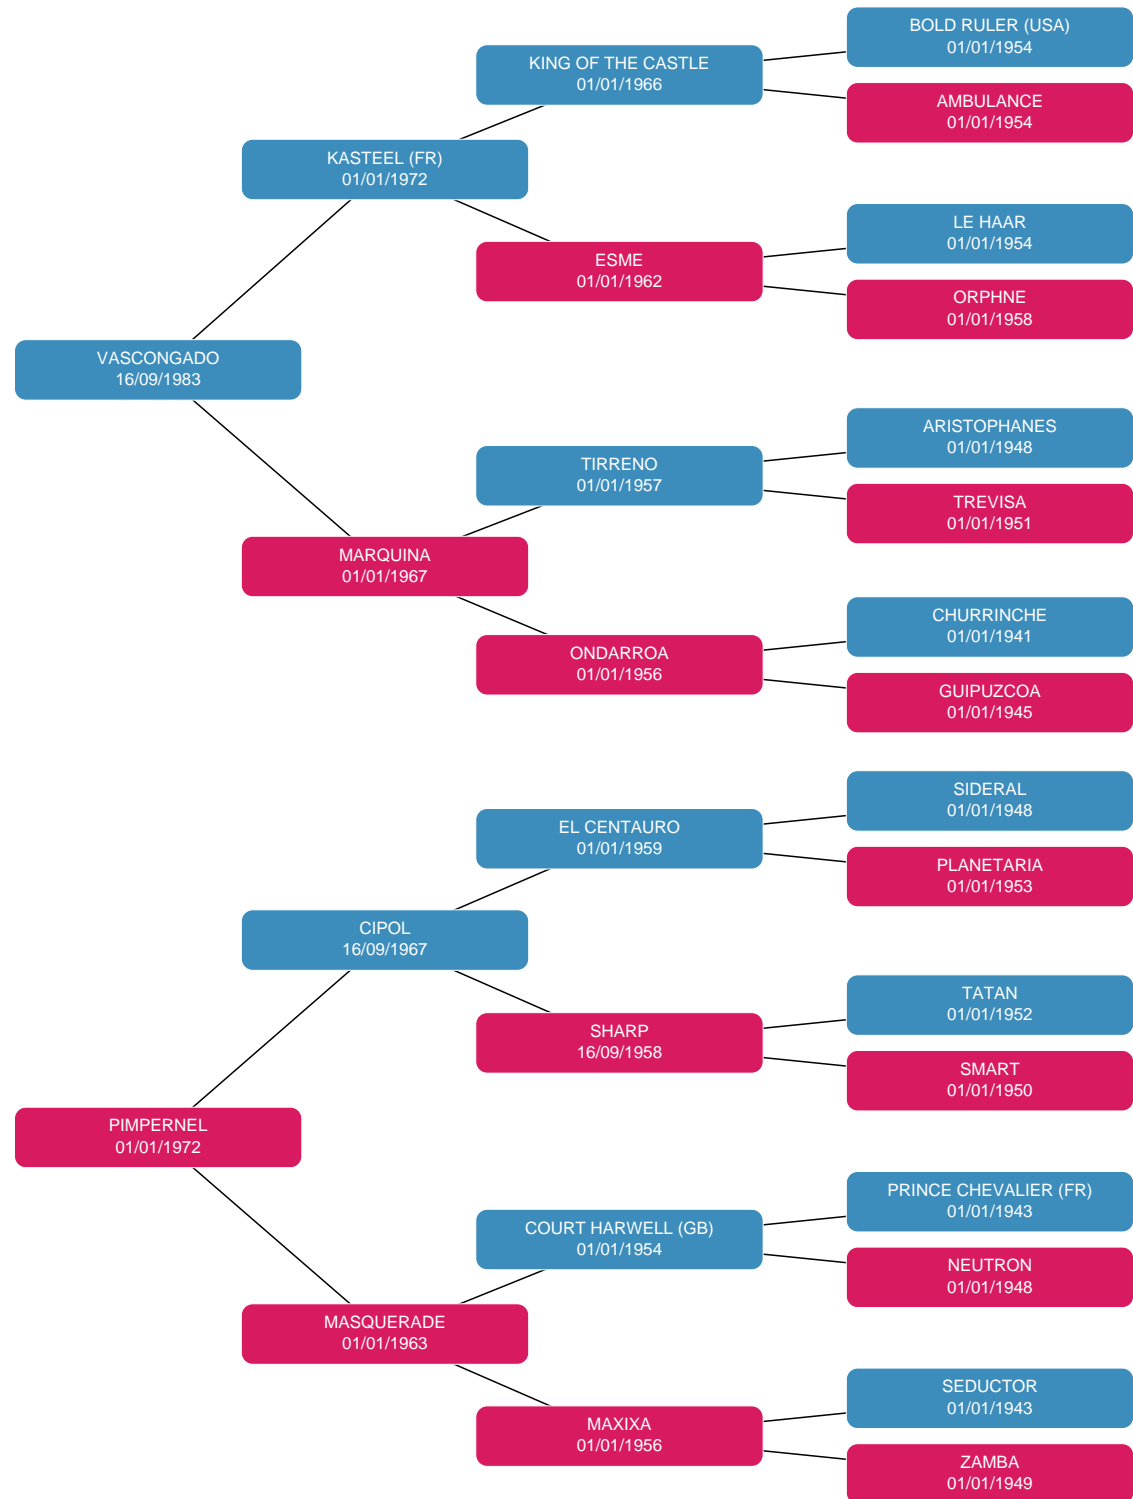 BOLD RULER (USA)
01/01/1954
KING OF THE CASTLE
01/01/1966
AMBULANCE
01/01/1954
KASTEEL (FR)
01/01/1972
LE HAAR
01/01/1954
ESME
01/01/1962
ORPHNE
01/01/1958
VASCONGADO
16/09/1983
ARISTOPHANES
01/01/1948
TIRRENO
01/01/1957
TREVISA
01/01/1951
MARQUINA
01/01/1967
CHURRINCHE
01/01/1941
ONDARROA
01/01/1956
GUIPUZCOA
01/01/1945
SIDERAL
01/01/1948
EL CENTAURO
01/01/1959
PLANETARIA
01/01/1953
CIPOL
16/09/1967
TATAN
01/01/1952
SHARP
16/09/1958
SMART
01/01/1950
PIMPERNEL
01/01/1972
PRINCE CHEVALIER (FR)
01/01/1943
COURT HARWELL (GB)
01/01/1954
NEUTRON
01/01/1948
MASQUERADE
01/01/1963
SEDUCTOR
01/01/1943
MAXIXA
01/01/1956
ZAMBA
01/01/1949